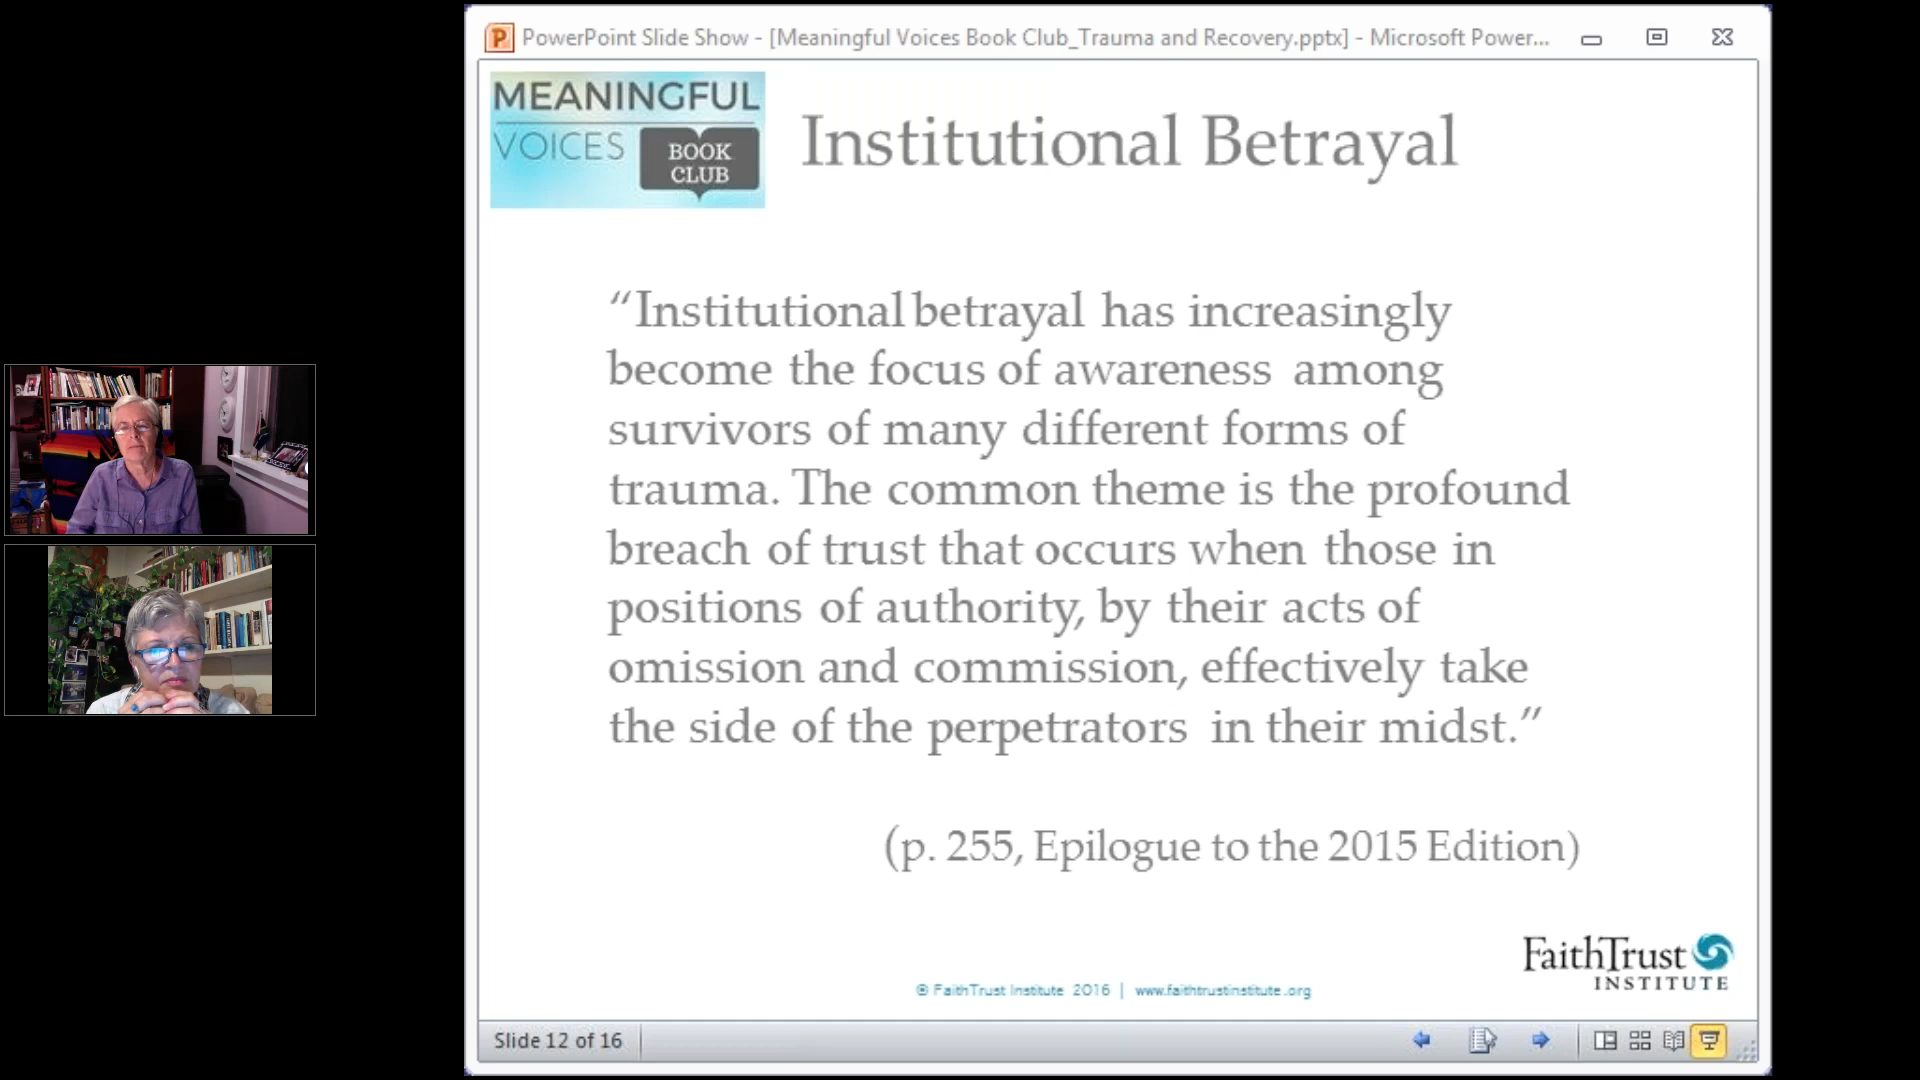 PowerPoint Slide Show - [Meaningful Voices Book Club_Trauma and Recovery.pptx] - Microsoft Power...
MEANINGFUL
VOICES
BOOK
CLUB
Institutional Betrayal
“Institutional betrayal has increasingly
become the focus of awareness among
survivors of many different forms of
trauma. The common theme is the profound
breach of trust that occurs when those in
positions of authority, by their acts of
omission and commission, effectively take
the side of the perpetrators in their midst.”
(p. 255, Epilogue to the 2015 Edition)
FaithTrust
INSTITUTE
© FaithTrust Institute 2016 | www.faithtrustinstitute.org
Slide 12 of 16